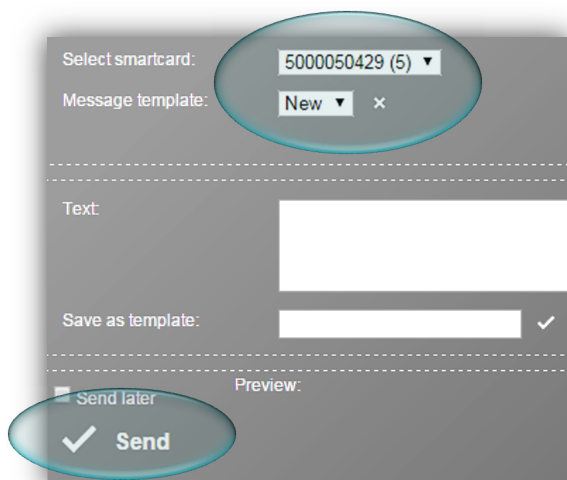 Select smartcard: 5000050429 (5)
Message template: New
Text:
Save as template:
Send later
Preview:
Send